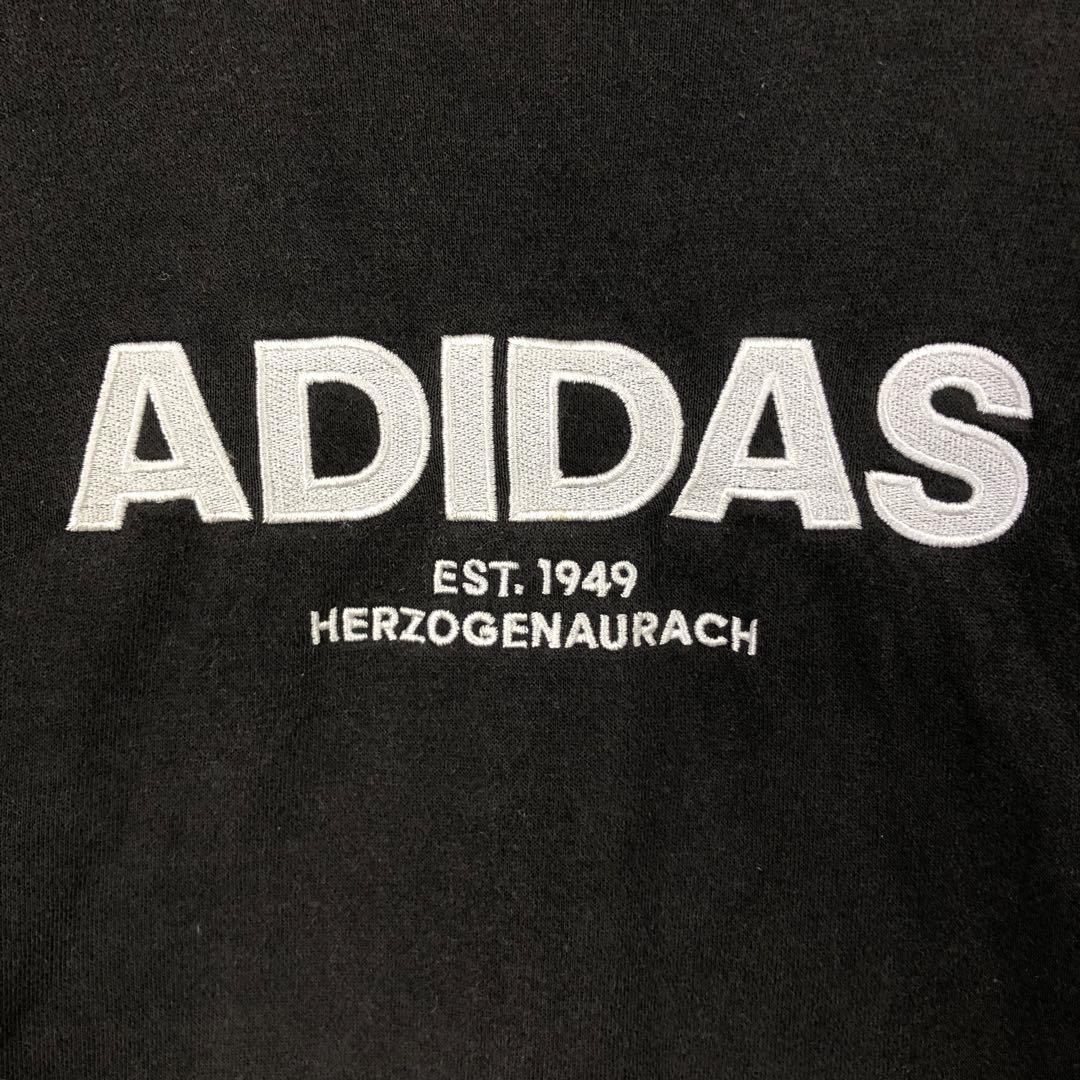 ADIDAS
EST. 1949
HERZOGENAURACH